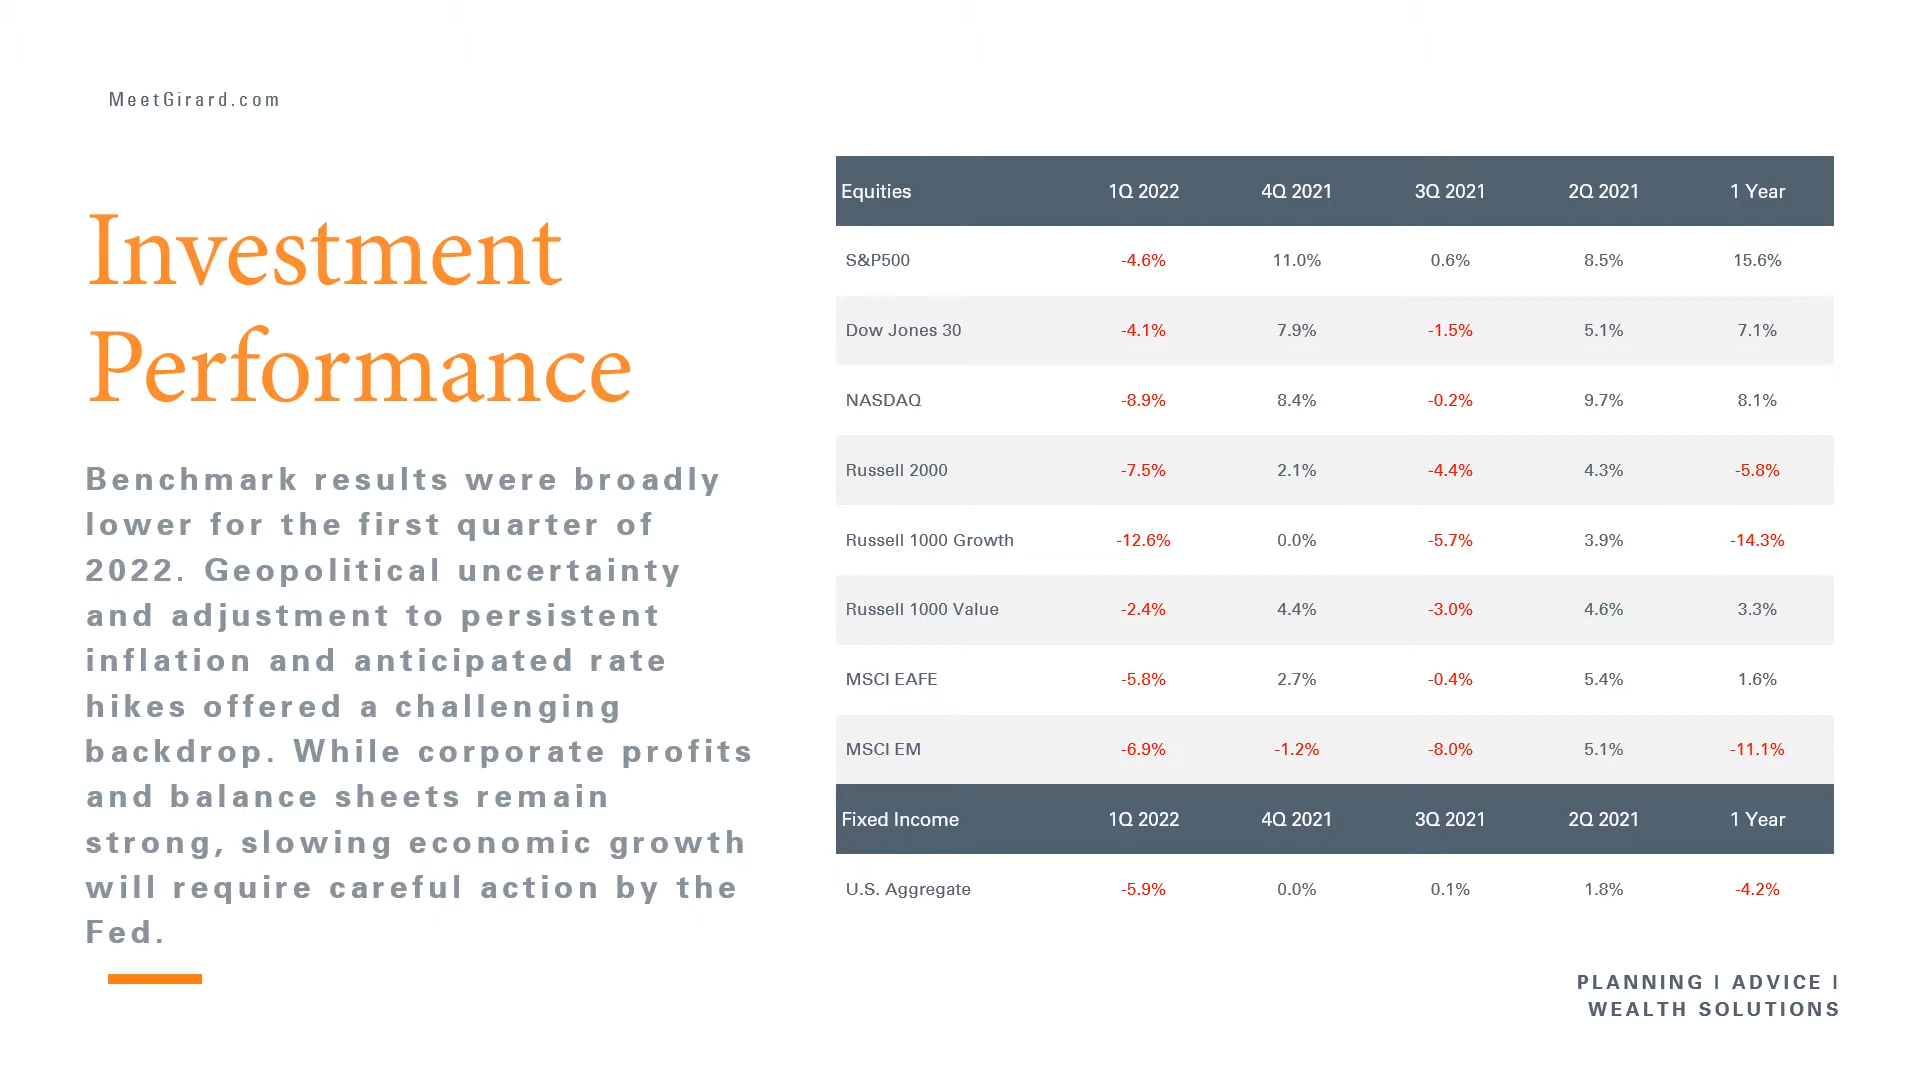 MeetGirard.com
Investment
Performance
Benchmark results were broadly
lower for the first quarter of
2022. Geopolitical uncertainty
and adjustment to persistent
inflation and anticipated rate
hikes offered a challenging
backdrop. While corporate profits
and balance sheets remain
strong, slowing economic growth
will require careful action by the
Fed.
Equities 1Q 2022 4Q 2021 3Q 2021 2Q 2021 1 Year
S&P500 -4.6% 11.0% 0.6% 8.5% 15.6%
Dow Jones 30 -4.1% 7.9% -1.5% 5.1% 7.1%
NASDAQ -8.9% 8.4% -0.2% 9.7% 8.1%
Russell 2000 -7.5% 2.1% -4.4% 4.3% -5.8%
Russell 1000 Growth -12.6% 0.0% -5.7% 3.9% -14.3%
Russell 1000 Value -2.4% 4.4% -3.0% 4.6% 3.3%
MSCI EAFE -5.8% 2.7% -0.4% 5.4% 1.6%
MSCI EM -6.9% -1.2% -8.0% 5.1% -11.1%
Fixed Income 1Q 2022 4Q 2021 3Q 2021 2Q 2021 1 Year
U.S. Aggregate -5.9% 0.0% 0.1% 1.8% -4.2%
PLANNING | ADVICE |
WEALTH SOLUTIONS